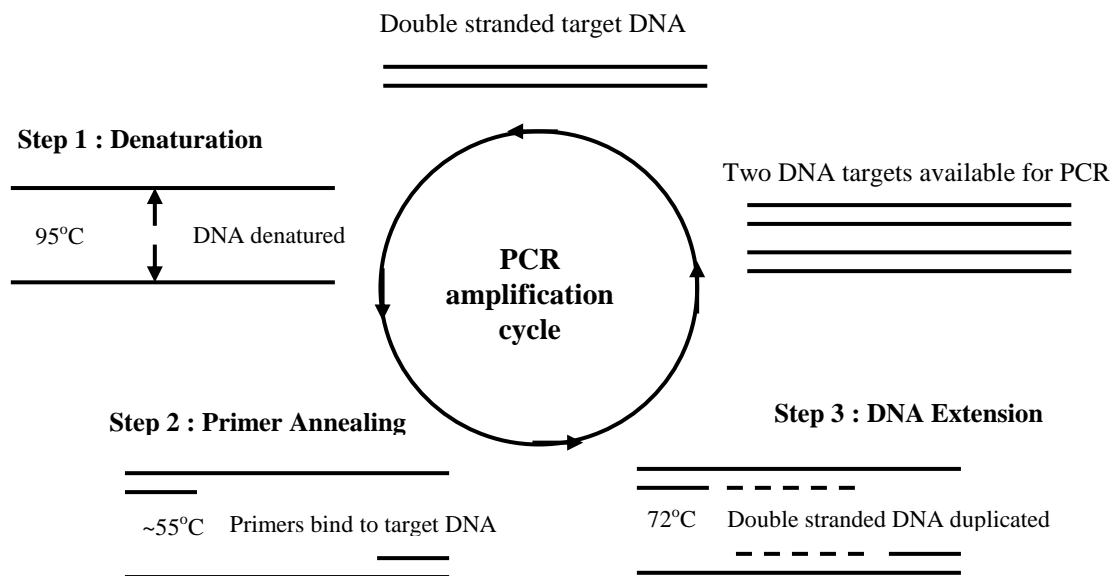 Double stranded target DNA
Step 1 : Denaturation
95°C
DNA denatured
Two DNA targets available for PCR
PCR
amplification
cycle
Step 2 : Primer Annealing
~55°C
Primers bind to target DNA
Step 3 : DNA Extension
72°C
Double stranded DNA duplicated